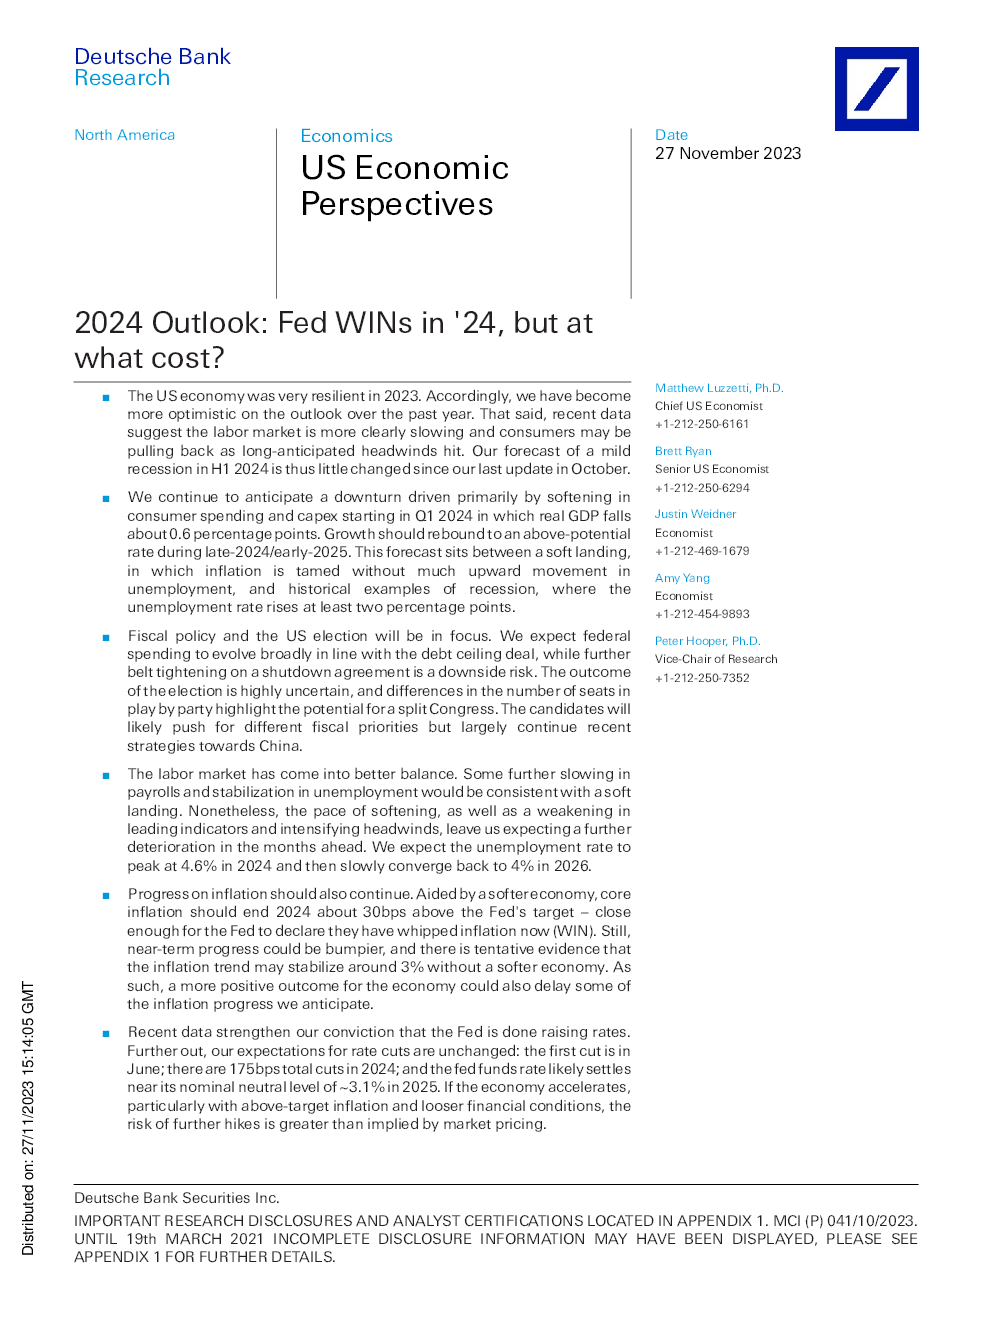 Deutsche Bank
Research
North America
Economics
US Economic
Perspectives
Date
27 November 2023
2024 Outlook: Fed WINs in '24, but at
what cost?
■ The US economy was very resilient in 2023. Accordingly, we have become
more optimistic on the outlook over the past year. That said, recent data
suggest the labor market is more clearly slowing and consumers may be
pulling back as long-anticipated headwinds hit. Our forecast of a mild
recession in H1 2024 is thus little changed since our last update in October.
■ We continue to anticipate a downturn driven primarily by softening in
consumer spending and capex starting in Q1 2024 in which real GDP falls
about 0.6 percentage points. Growth should rebound to an above-potential
rate during late-2024/early-2025. This forecast sits between a soft landing,
in which inflation is tamed without much upward movement in
unemployment, and historical examples of recession, where the
unemployment rate rises at least two percentage points.
■ Fiscal policy and the US election will be in focus. We expect federal
spending to evolve broadly in line with the debt ceiling deal, while further
belt tightening on a shutdown agreement is a downside risk. The outcome
of the election is highly uncertain, and differences in the number of seats in
play by party highlight the potential for a split Congress. The candidates will
likely push for different fiscal priorities but largely continue recent
strategies towards China.
■ The labor market has come into better balance. Some further slowing in
payrolls and stabilization in unemployment would be consistent with a soft
landing. Nonetheless, the pace of softening, as well as a weakening in
leading indicators and intensifying headwinds, leave us expecting a further
deterioration in the months ahead. We expect the unemployment rate to
peak at 4.6% in 2024 and then slowly converge back to 4% in 2026.
■ Progress on inflation should also continue. Aided by a softer economy, core
inflation should end 2024 about 30bps above the Fed's target – close
enough for the Fed to declare they have whipped inflation now (WIN). Still,
near-term progress could be bumpier, and there is tentative evidence that
the inflation trend may stabilize around 3% without a softer economy. As
such, a more positive outcome for the economy could also delay some of
the inflation progress we anticipate.
■ Recent data strengthen our conviction that the Fed is done raising rates.
Further out, our expectations for rate cuts are unchanged: the first cut is in
June; there are 175bps total cuts in 2024; and the fed funds rate likely settles
near its nominal neutral level of ~3.1% in 2025. If the economy accelerates,
particularly with above-target inflation and looser financial conditions, the
risk of further hikes is greater than implied by market pricing.
Matthew Luzzetti, Ph.D.
Chief US Economist
+1-212-250-6161
Brett Ryan
Senior US Economist
+1-212-250-6294
Justin Weidner
Economist
+1-212-469-1679
Amy Yang
Economist
+1-212-454-9893
Peter Hooper, Ph.D.
Vice-Chair of Research
+1-212-250-7352
Distributed on: 27/11/2023 15:14:05 GMT
Deutsche Bank Securities Inc.
IMPORTANT RESEARCH DISCLOSURES AND ANALYST CERTIFICATIONS LOCATED IN APPENDIX 1. MCI (P) 041/10/2023.
UNTIL 19th MARCH 2021 INCOMPLETE DISCLOSURE INFORMATION MAY HAVE BEEN DISPLAYED, PLEASE SEE
APPENDIX 1 FOR FURTHER DETAILS.